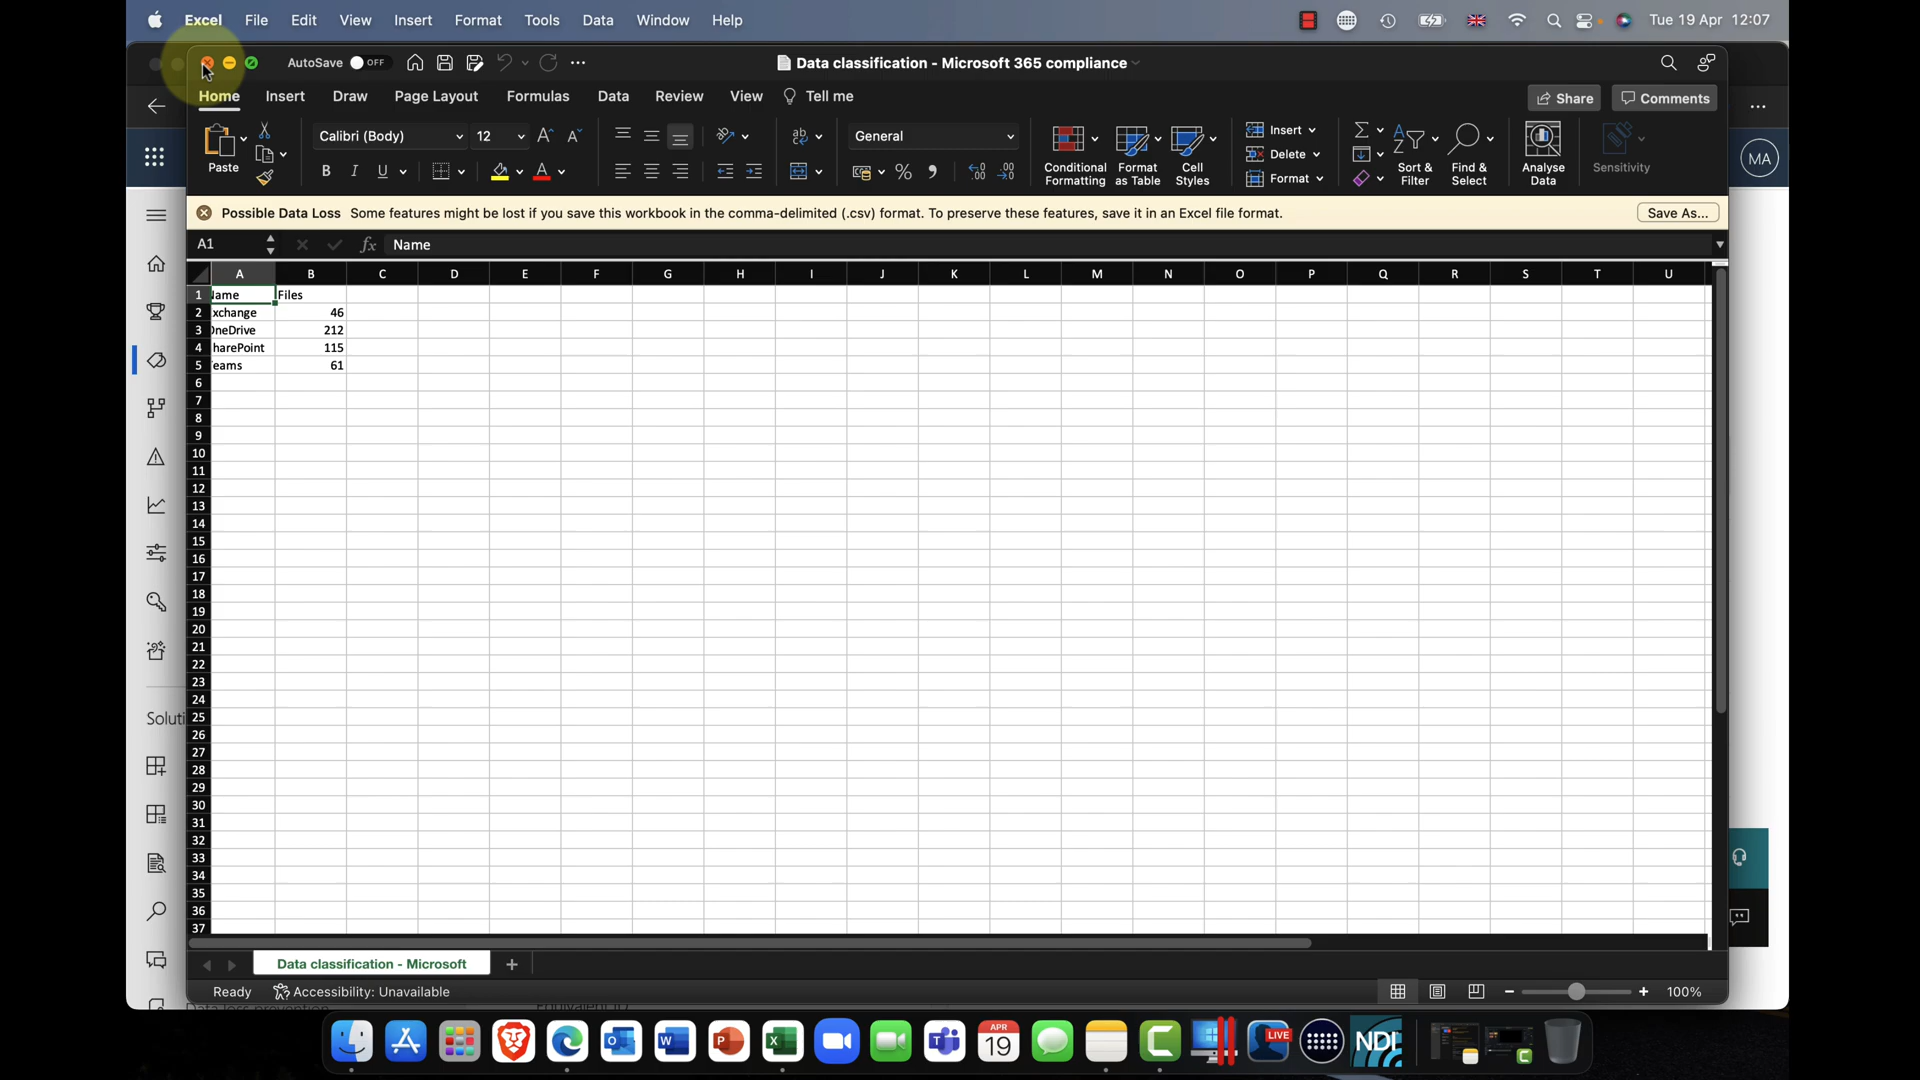 Excel File Edit View Insert Format Tools Data Window Help Tue 19 Apr 12:07
AutoSave OFF Data classification - Microsoft 365 compliance
Home Insert Draw Page Layout Formulas Data Review View Tell me Share Comments
Paste
Calibri (Body) 12
General
Conditional Formatting
Format as Table
Cell Styles
Insert
Delete
Format
Sort & Filter
Find & Select
Analyse Data
Sensitivity
MA
Possible Data Loss Some features might be lost if you save this workbook in the comma-delimited (.csv) format. To preserve these features, save it in an Excel file format. Save As...
A1 fx Name
A B C D E F G H I J K L M N O P Q R S T U
1 Name Files
2 xchange 46
3 OneDrive 212
4 harePoint 115
5 eams 61
6
7
8
9
10
11
12
13
14
15
16
17
18
19
20
21
22
23
24
25
26
27
28
29
30
31
32
33
34
35
36
37
Soluti
Data classification - Microsoft
Ready Accessibility: Unavailable 100%
APR
19
LIVE
NDI